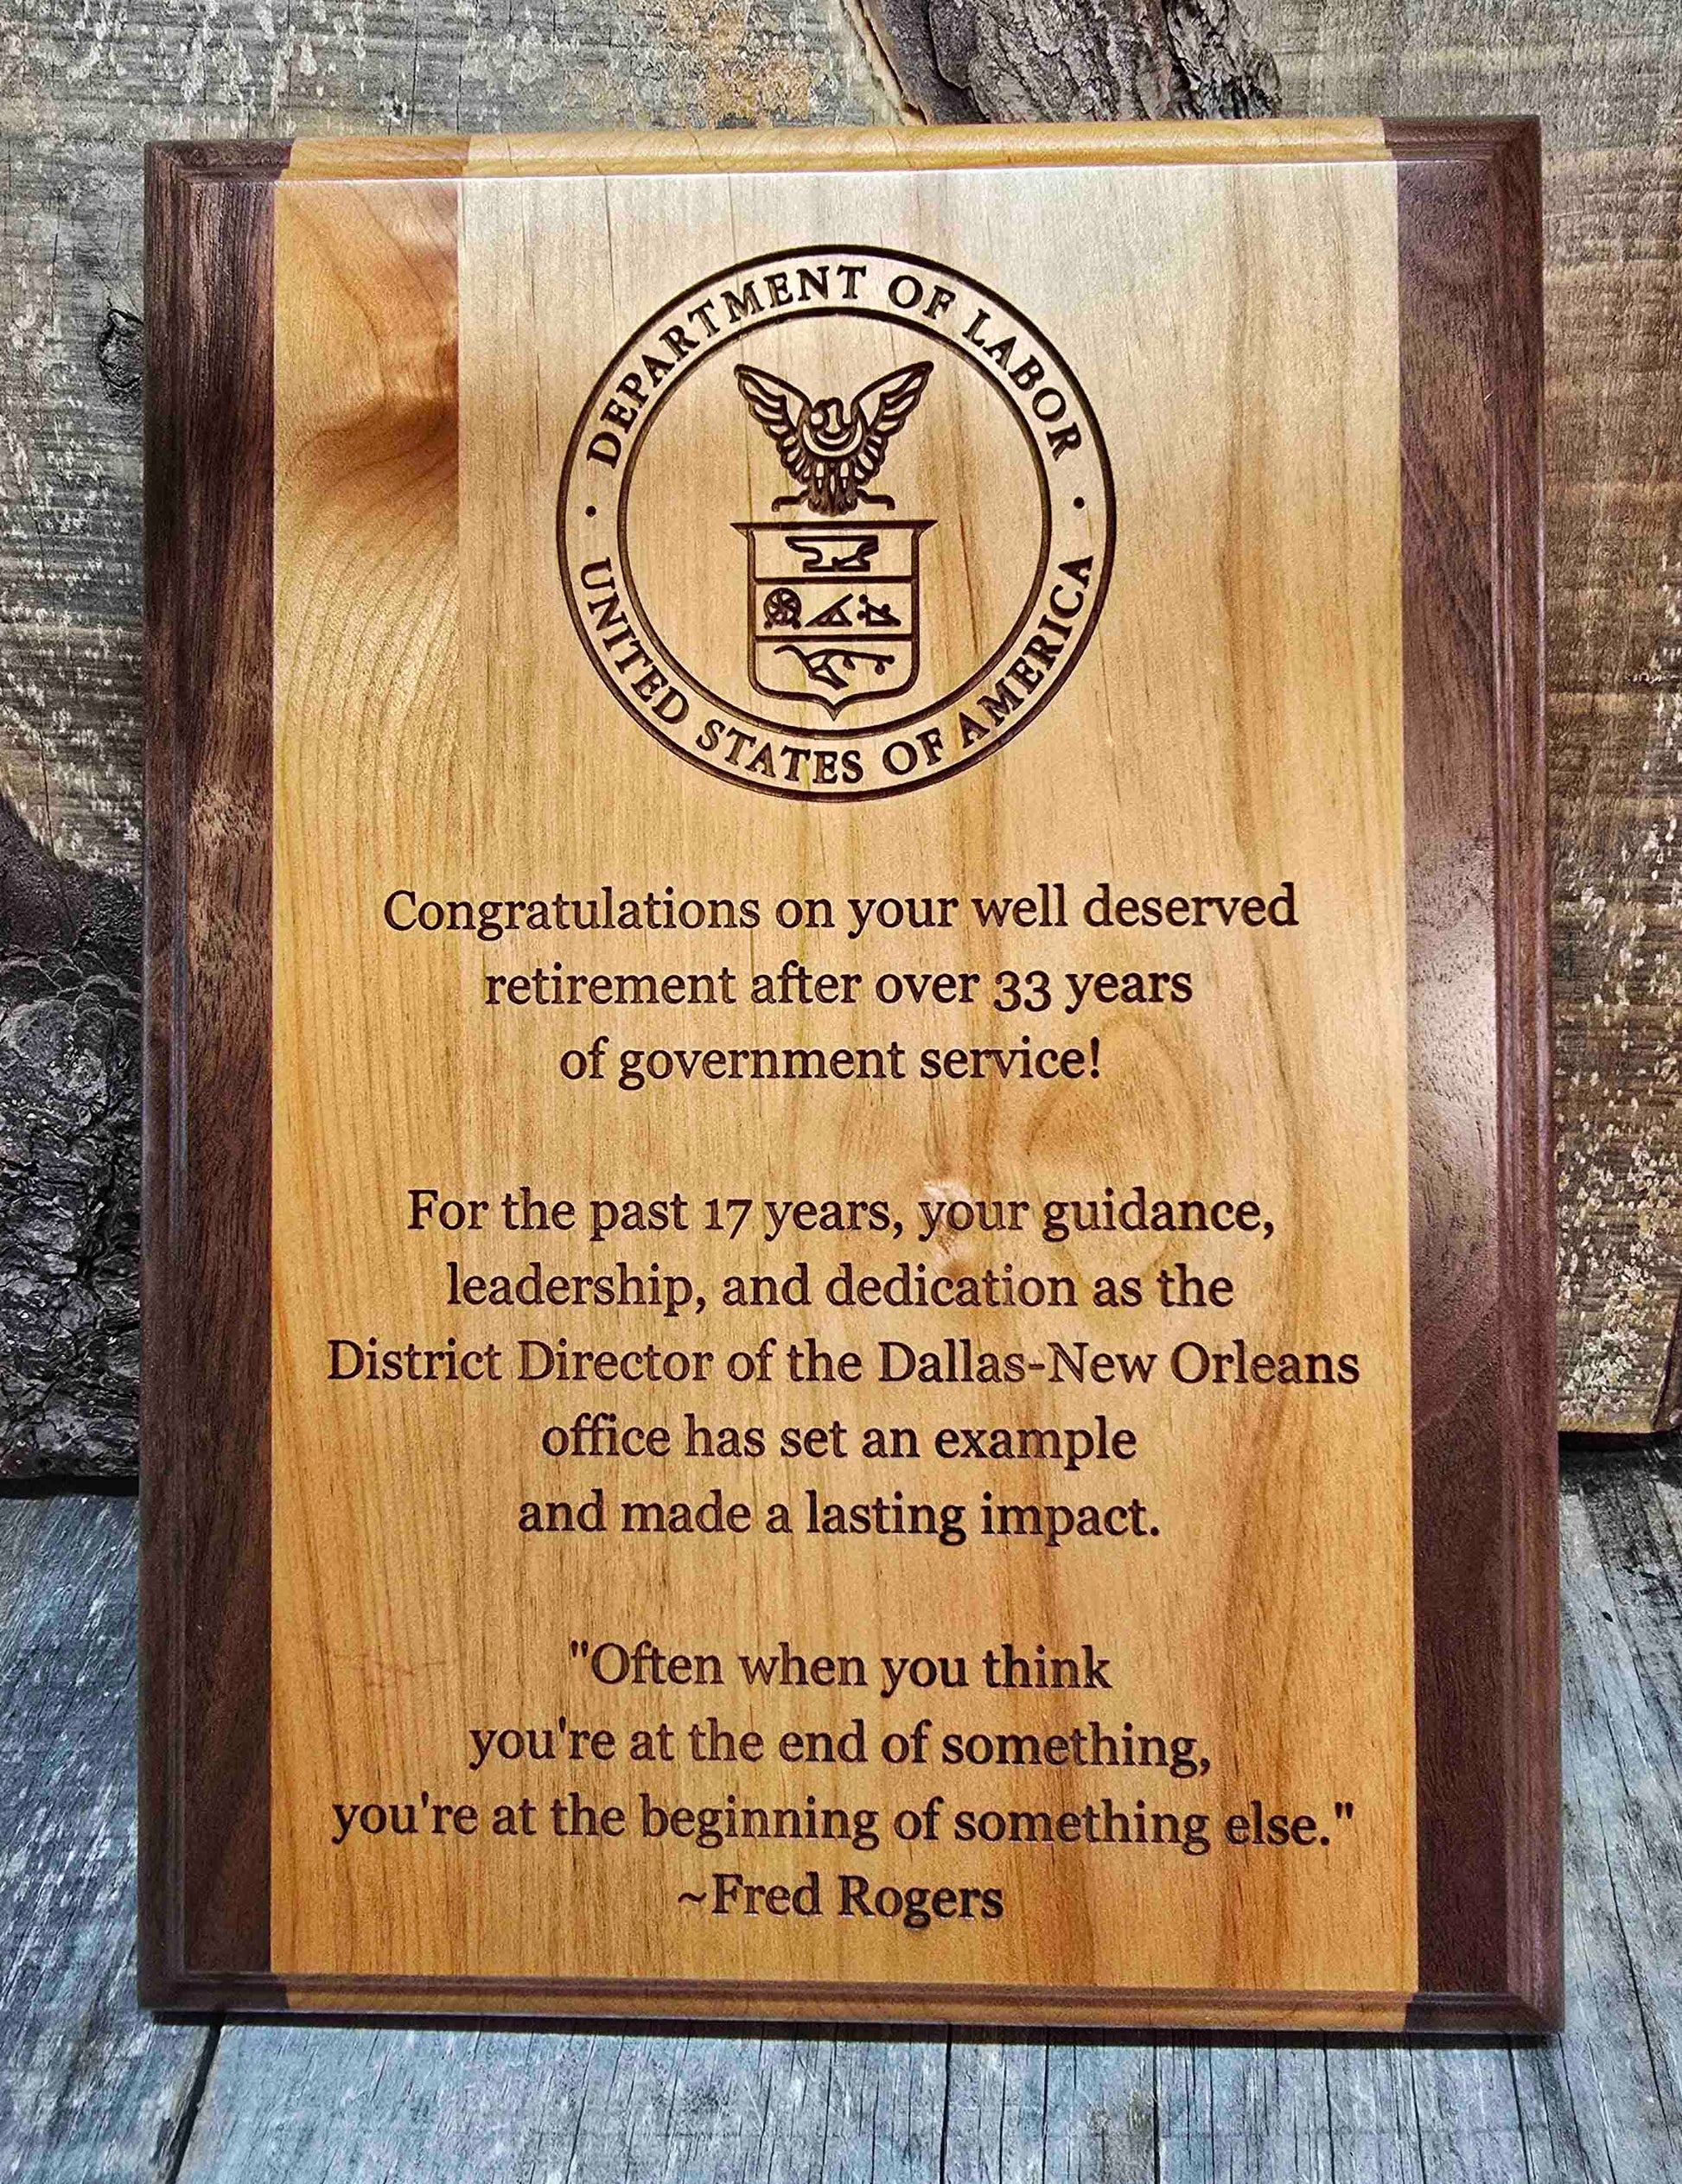 · DEPARTMENT OF LABOR ·
UNITED STATES OF AMERICA
Congratulations on your well deserved
retirement after over 33 years
of government service!
For the past 17 years, your guidance,
leadership, and dedication as the
District Director of the Dallas-New Orleans
office has set an example
and made a lasting impact.
"Often when you think
you're at the end of something,
you're at the beginning of something else."
~Fred Rogers